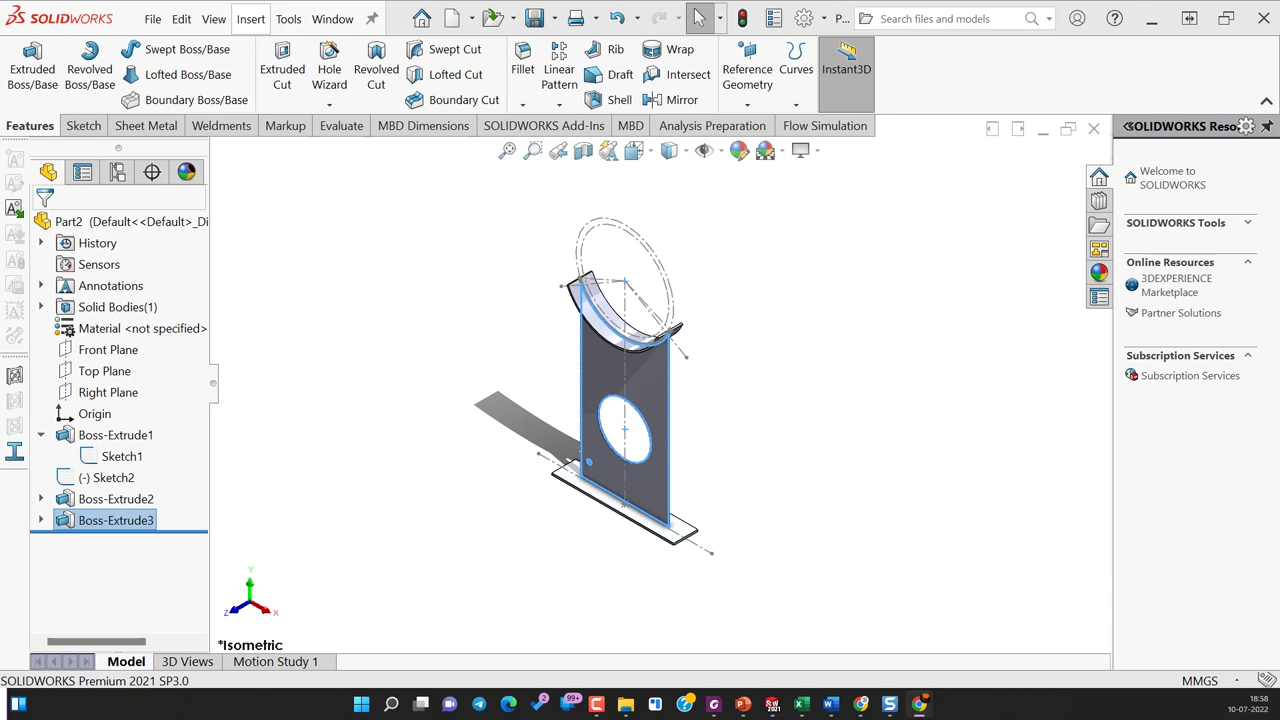 SOLIDWORKS File Edit View Insert Tools Window P... Search files and models
Extruded Boss/Base
Revolved Boss/Base
Swept Boss/Base
Lofted Boss/Base
Boundary Boss/Base
Extruded Cut
Hole Wizard
Revolved Cut
Swept Cut
Lofted Cut
Boundary Cut
Fillet
Linear Pattern
Rib
Draft
Shell
Wrap
Intersect
Mirror
Reference Geometry
Curves
Instant3D
Features Sketch Sheet Metal Weldments Markup Evaluate MBD Dimensions SOLIDWORKS Add-Ins MBD Analysis Preparation Flow Simulation
Part2 (Default<<Default>_Di
History
Sensors
Annotations
Solid Bodies(1)
Material <not specified>
Front Plane
Top Plane
Right Plane
Origin
Boss-Extrude1
Sketch1
(-) Sketch2
Boss-Extrude2
Boss-Extrude3
Y
Z
X
*Isometric
SOLIDWORKS Reso
Welcome to
SOLIDWORKS
SOLIDWORKS Tools
Online Resources
3DEXPERIENCE
Marketplace
Partner Solutions
Subscription Services
Subscription Services
Model 3D Views Motion Study 1
SOLIDWORKS Premium 2021 SP3.0
MMGS
99+
18:58
10-07-2022